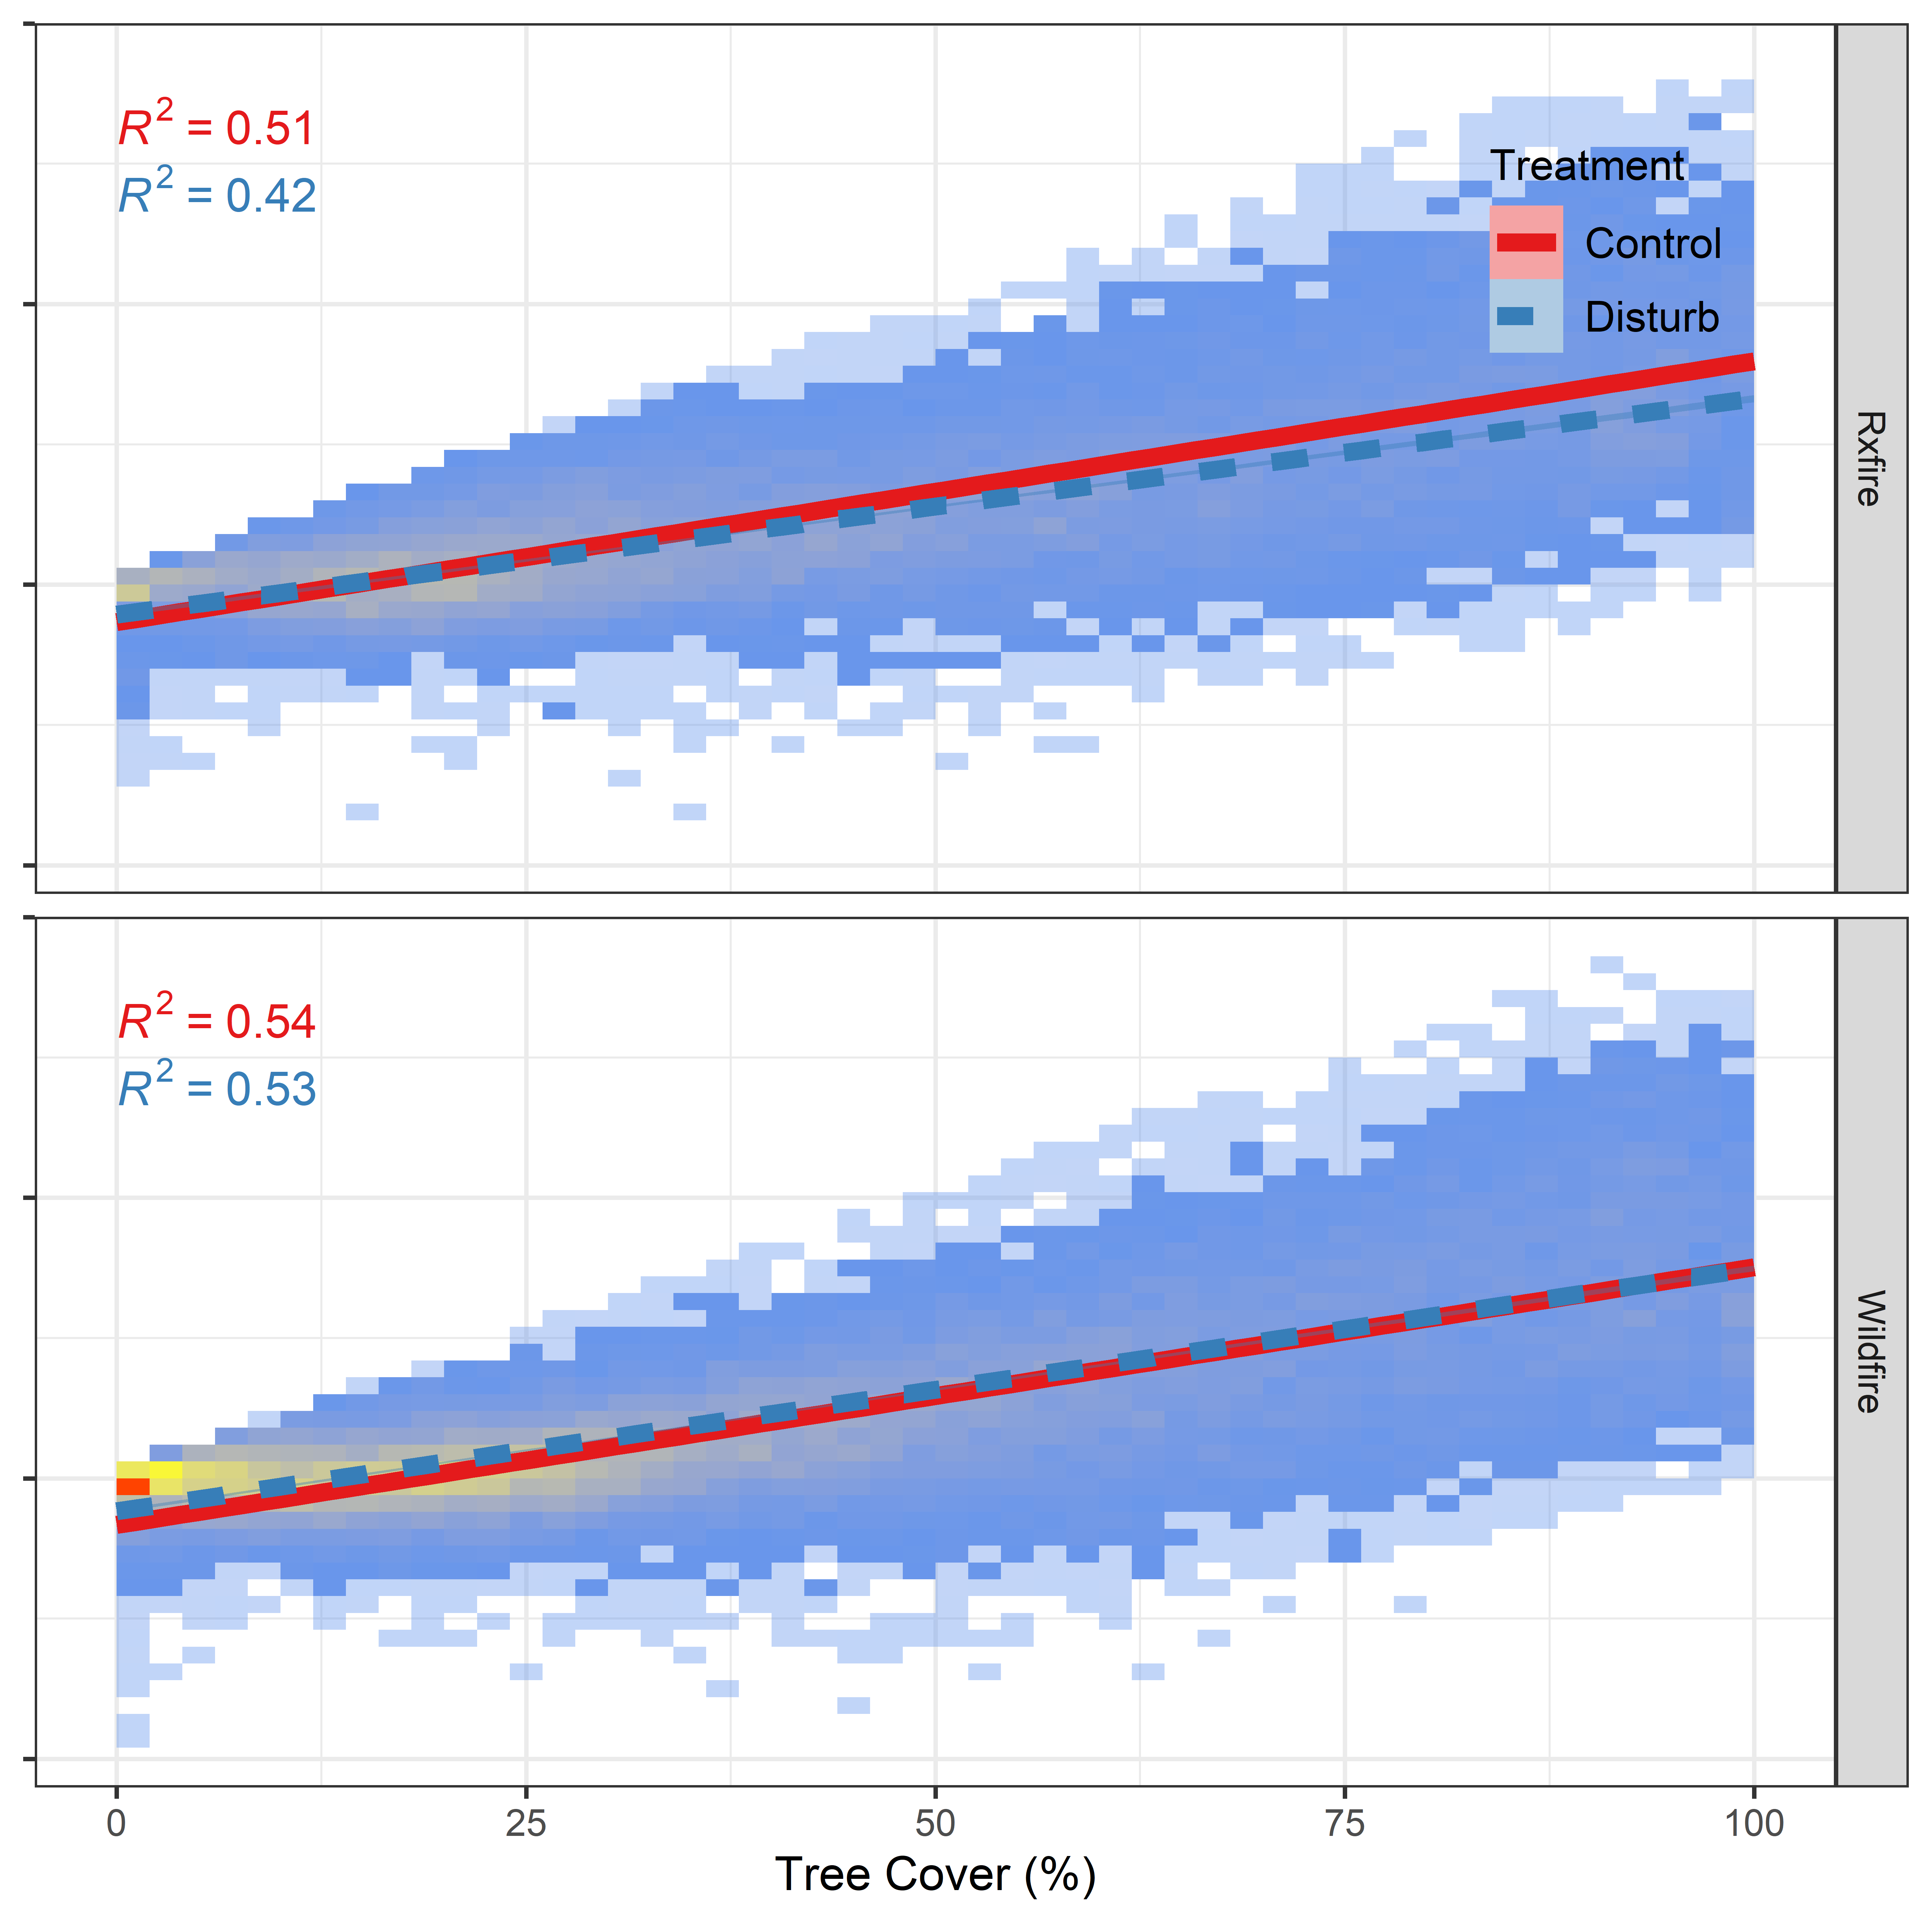 R² = 0.51
R² = 0.42
Treatment
Control
Disturb
Rxfire
R² = 0.54
R² = 0.53
Wildfire
0 25 50 75 100
Tree Cover (%)